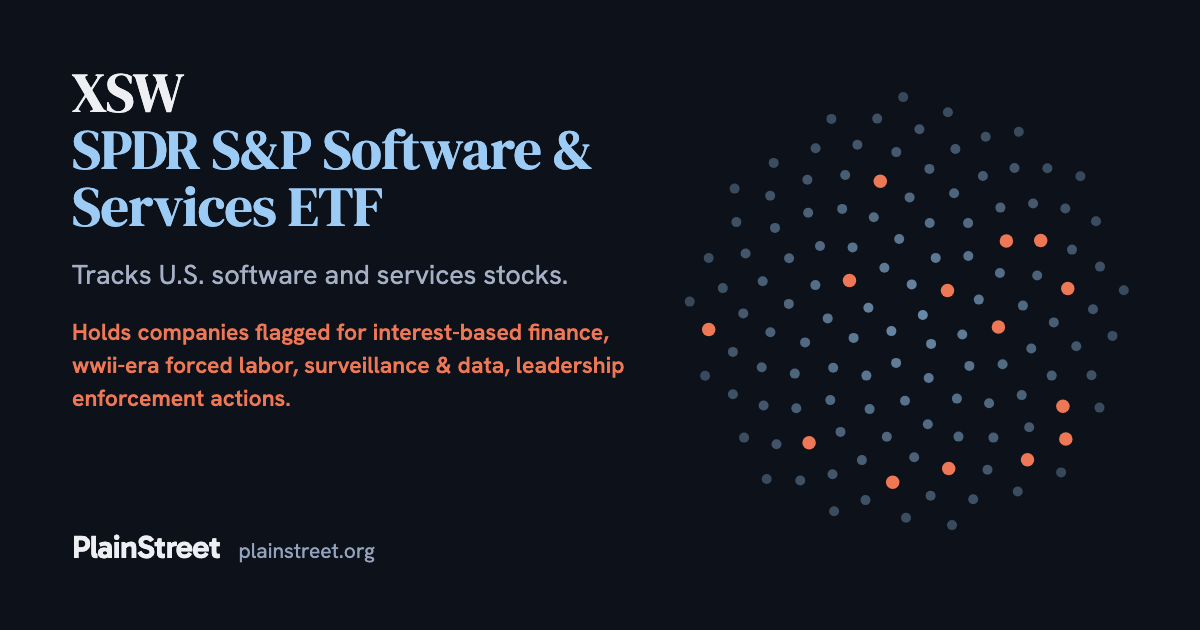 XSW
SPDR S&P Software &
Services ETF
Tracks U.S. software and services stocks.
Holds companies flagged for interest-based finance,
wwii-era forced labor, surveillance & data, leadership
enforcement actions.
PlainStreet plainstreet.org